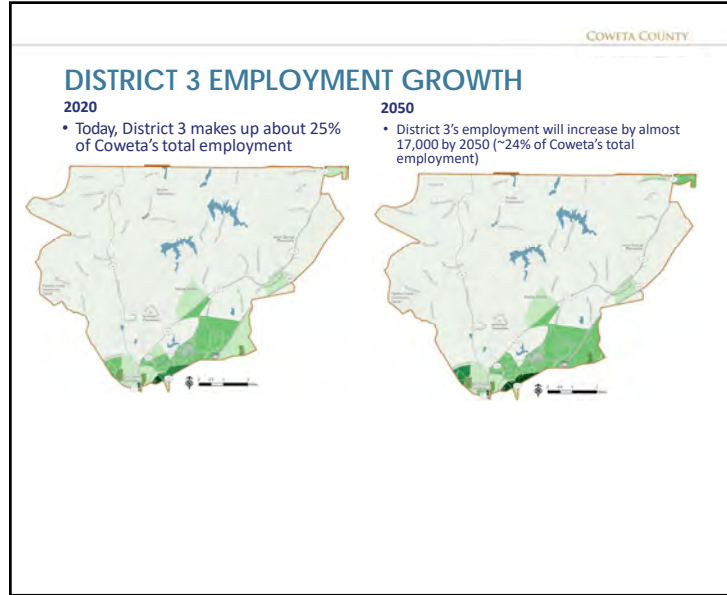 COWETA COUNTY
DISTRICT 3 EMPLOYMENT GROWTH
2020
• Today, District 3 makes up about 25%
of Coweta's total employment
2050
• District 3's employment will increase by almost
17,000 by 2050 (~24% of Coweta's total
employment)